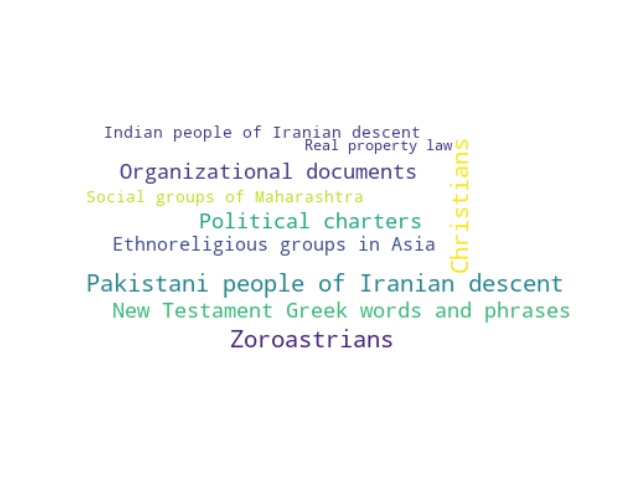 Indian people of Iranian descent
Real property law
Organizational documents
Christians
Social groups of Maharashtra
Political charters
Ethnoreligious groups in Asia
Pakistani people of Iranian descent
New Testament Greek words and phrases
Zoroastrians